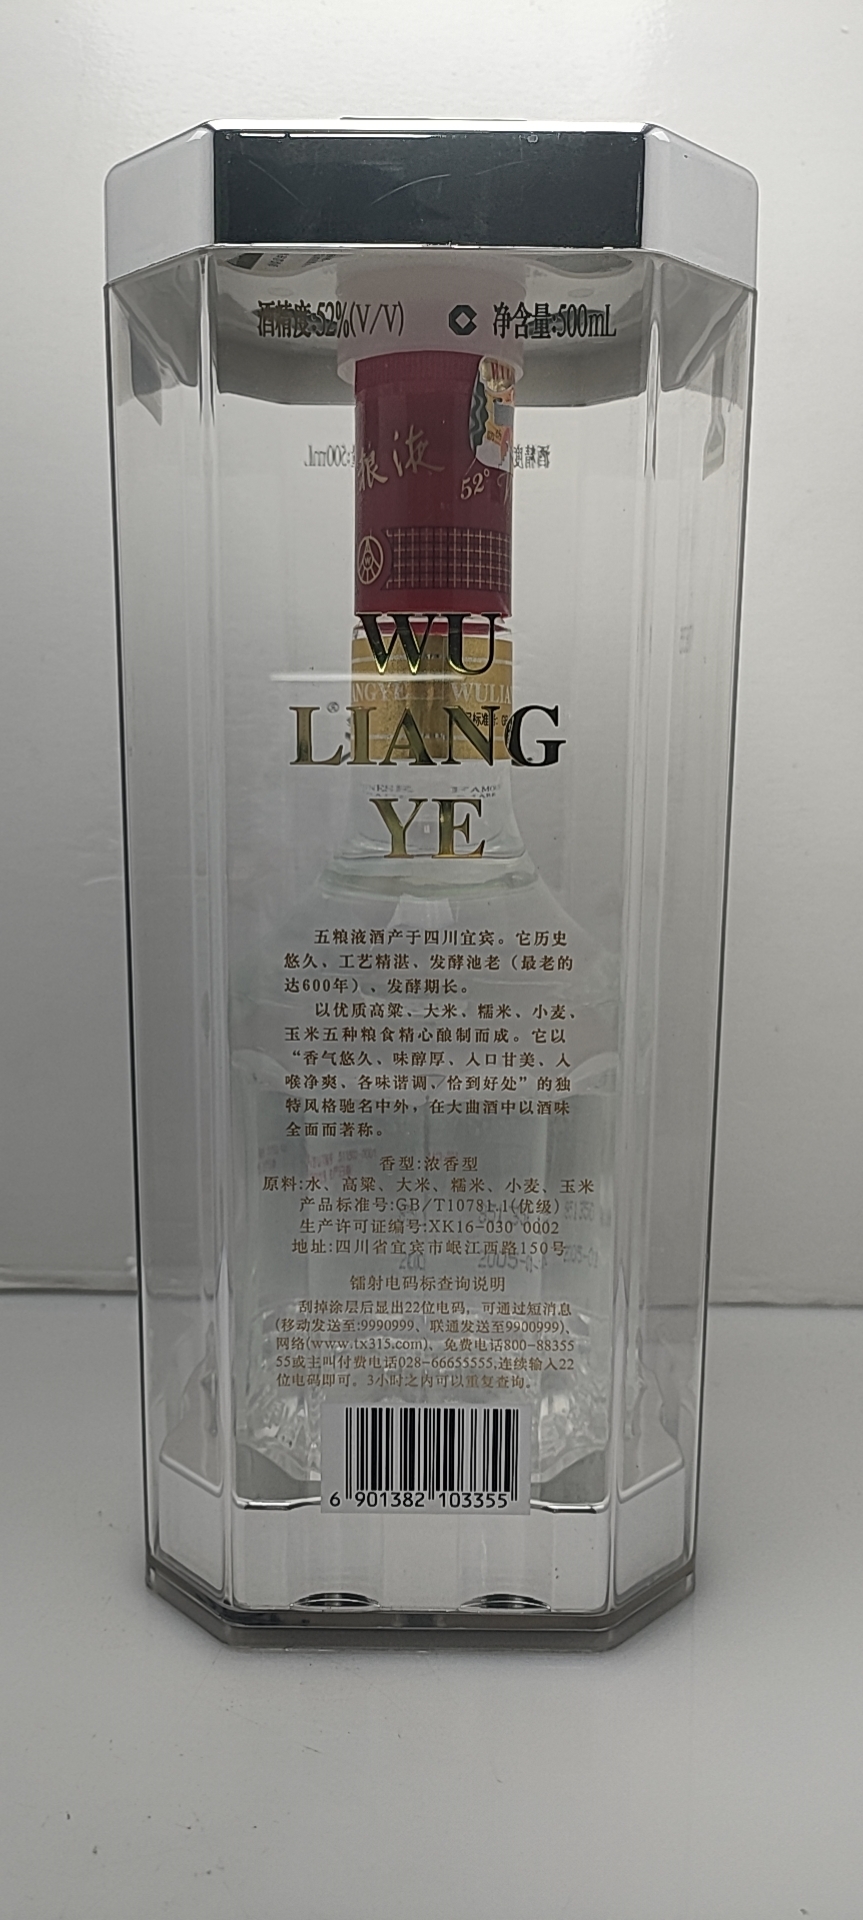 酒精度:52%(V/V) 净含量:500mL
粮液
52°
WU
LIANG
®
YE
五粮液酒产于四川宜宾。它历史
悠久、工艺精湛、发酵池老（最老的
达600年）、发酵期长。
以优质高粱、大米、糯米、小麦、
玉米五种粮食精心酿制而成。它以
“香气悠久、味醇厚、入口甘美、入
喉净爽、各味谐调、恰到好处”的独
特风格驰名中外，在大曲酒中以酒味
全面而著称。
香型:浓香型
原料:水、高粱、大米、糯米、小麦、玉米
产品标准号:GB/T10781.1(优级)
生产许可证编号:XK16-030 0002
地址:四川省宜宾市岷江西路150号
镭射电码标查询说明
刮掉涂层后显出22位电码，可通过短消息
(移动发送至:9990999、联通发送至9900999)、
网络(www.tx315.com)、免费电话800-88355
55或主叫付费电话028-66655555,连续输入22
位电码即可。3小时之内可以重复查询。
6 901382 103355